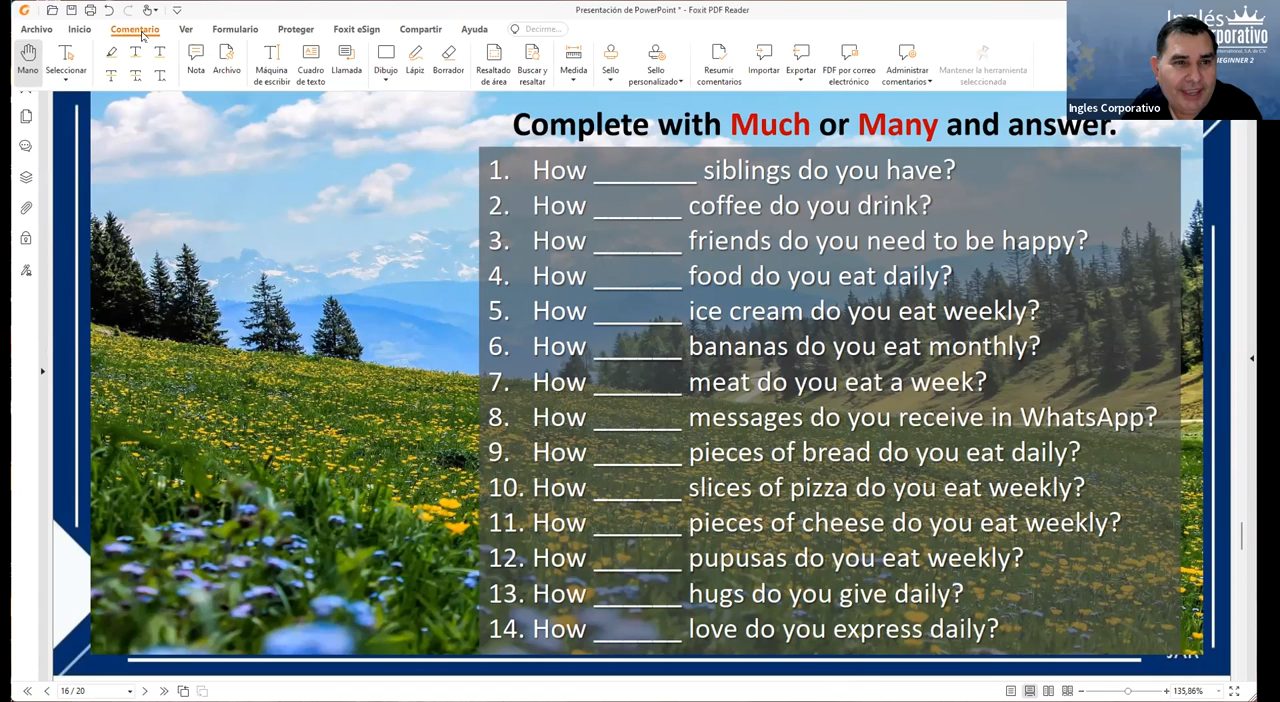 Presentación de PowerPoint * - Foxit PDF Reader
Archivo Inicio Comentario Ver Formulario Proteger Foxit eSign Compartir Ayuda Decirme...
Mano Seleccionar Nota Archivo Máquina de escribir Cuadro de texto Llamada Dibujo Lápiz Borrador Resaltado de área Buscar y resaltar Medida Sello Sello personalizado Resumir comentarios Importar Exportar FDF por correo electrónico Administrar comentarios Mantener la herramienta seleccionada
Inglés
Corporativo
International, S.A. de C.V.
BEGINNER 2
Ingles Corporativo
Complete with Much or Many and answer.
1. How _______ siblings do you have?
2. How ______ coffee do you drink?
3. How ______ friends do you need to be happy?
4. How ______ food do you eat daily?
5. How ______ ice cream do you eat weekly?
6. How ______ bananas do you eat monthly?
7. How ______ meat do you eat a week?
8. How ______ messages do you receive in WhatsApp?
9. How ______ pieces of bread do you eat daily?
10. How ______ slices of pizza do you eat weekly?
11. How ______ pieces of cheese do you eat weekly?
12. How ______ pupusas do you eat weekly?
13. How ______ hugs do you give daily?
14. How ______ love do you express daily?
16 / 20
135,86%